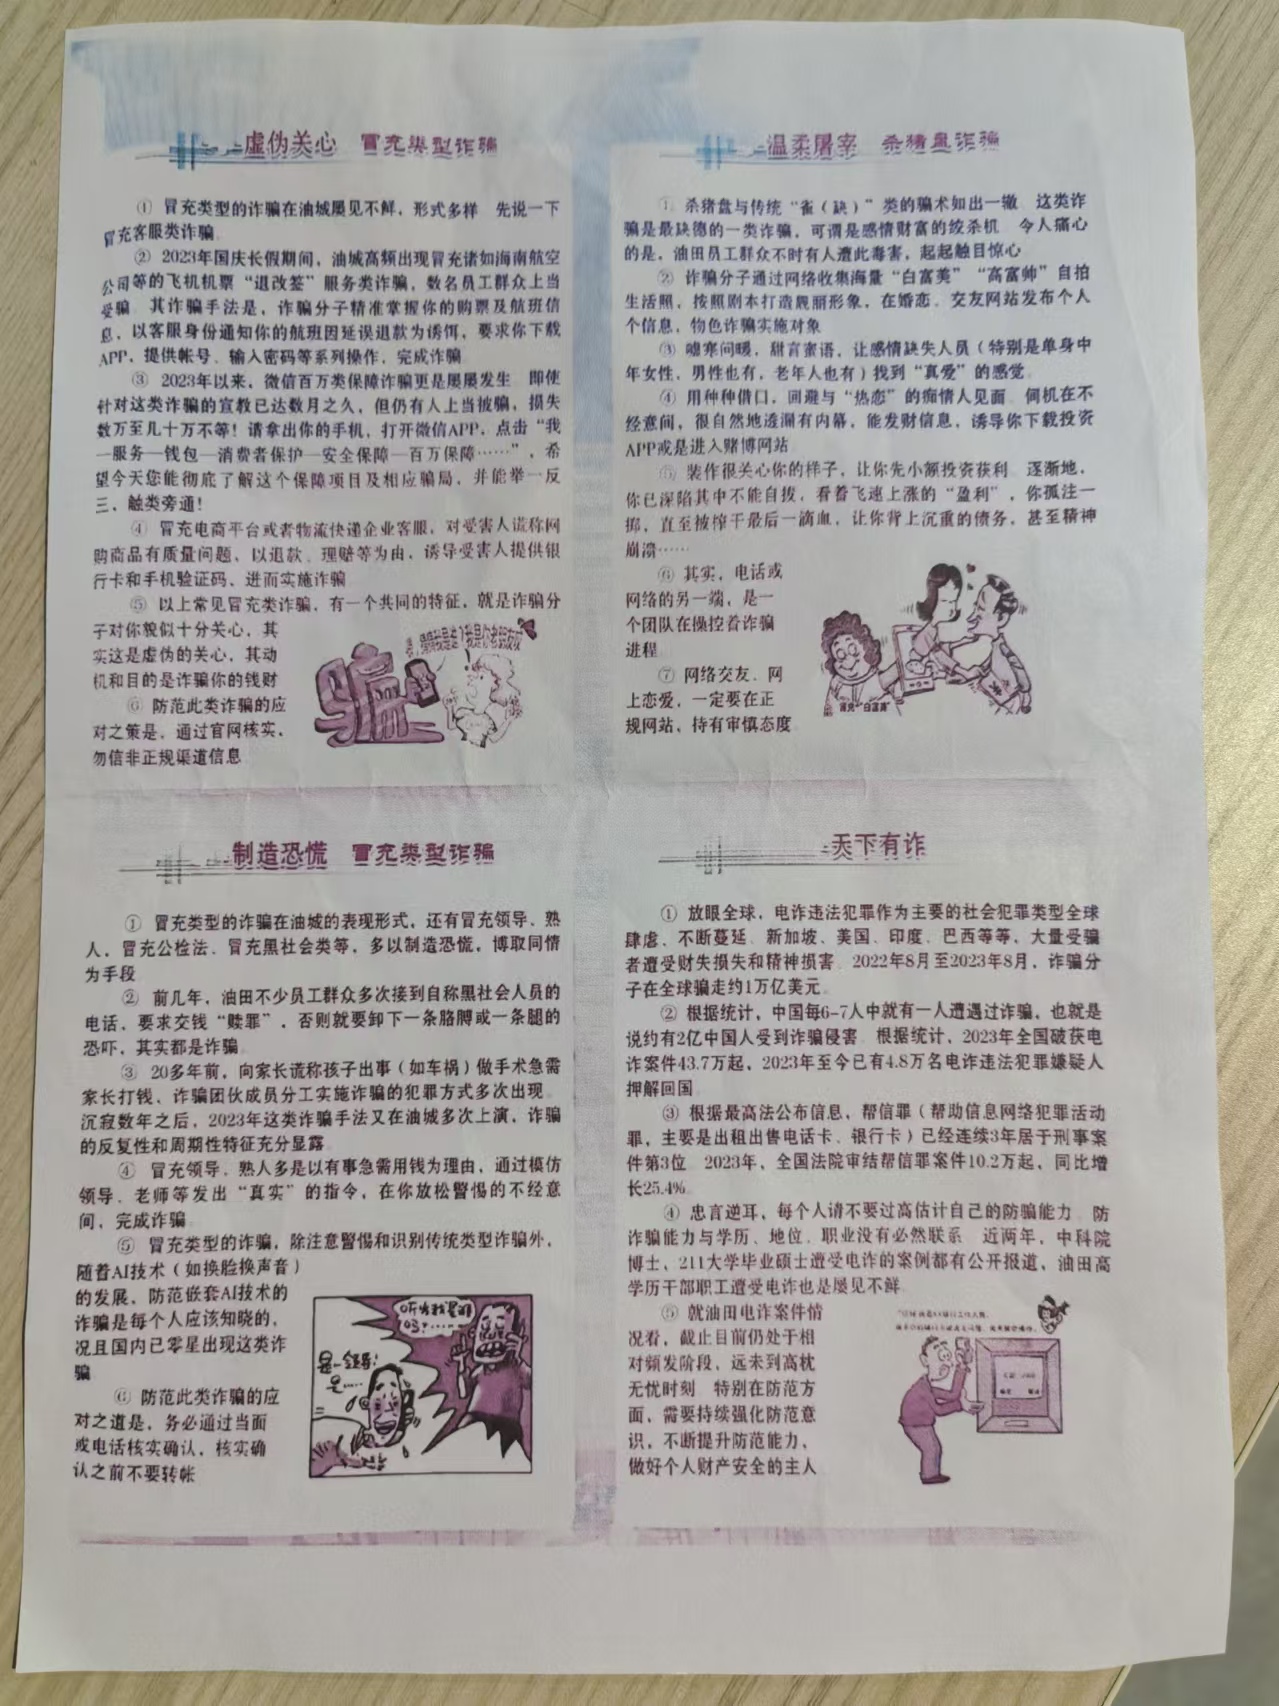 虚伪关心 冒充类型诈骗
① 冒充类型的诈骗在油城屡见不鲜，形式多样 先说一下
冒充客服类诈骗
② 2023年国庆长假期间，油城高频出现冒充诸如海南航空
公司等的飞机机票“退改签”服务类诈骗，数名员工群众上当
受骗 其诈骗手法是，诈骗分子精准掌握你的购票及航班信
息，以客服身份通知你的航班因延误退款为诱饵，要求你下载
APP，提供帐号、输入密码等系列操作，完成诈骗
③ 2023年以来，微信百万类保障诈骗更是屡屡发生 即使
针对这类诈骗的宣教已达数月之久，但仍有人上当被骗，损失
数万至几十万不等！请拿出你的手机，打开微信APP，点击“我
—服务—钱包—消费者保护—安全保障—百万保障……”，希
望今天您能彻底了解这个保障项目及相应骗局，并能举一反
三、触类旁通！
④ 冒充电商平台或者物流快递企业客服，对受害人谎称网
购商品有质量问题，以退款、理赔等为由，诱导受害人提供银
行卡和手机验证码、进而实施诈骗
⑤ 以上常见冒充类诈骗，有一个共同的特征，就是诈骗分
子对你貌似十分关心，其
实这是虚伪的关心，其动
机和目的是诈骗你的钱财
⑥ 防范此类诈骗的应
对之策是，通过官网核实，
勿信非正规渠道信息
骗
猜猜我是谁？我是你老朋友呀
温柔屠宰 杀猪盘诈骗
① 杀猪盘与传统“雀（缺）”类的骗术如出一辙 这类诈
骗是最缺德的一类诈骗，可谓是感情财富的绞杀机 令人痛心
的是，油田员工群众不时有人遭此毒害，起起触目惊心
② 诈骗分子通过网络收集海量“白富美”“高富帅”自拍
生活照，按照剧本打造靓丽形象，在婚恋、交友网站发布个人
个信息，物色诈骗实施对象
③ 嘘寒问暖，甜言蜜语，让感情缺失人员（特别是单身中
年女性，男性也有，老年人也有）找到“真爱”的感觉
④ 用种种借口，回避与“热恋”的痴情人见面 伺机在不
经意间，很自然地透漏有内幕，能发财信息，诱导你下载投资
APP或是进入赌博网站
⑤ 装作很关心你的样子，让你先小额投资获利 逐渐地，
你已深陷其中不能自拔，看着飞速上涨的“盈利”，你孤注一
掷，直至被榨干最后一滴血，让你背上沉重的债务，甚至精神
崩溃……
⑥ 其实，电话或
网络的另一端，是一
个团队在操控着诈骗
进程
⑦ 网络交友、网
上恋爱，一定要在正
规网站，持有审慎态度
制造恐慌 冒充类型诈骗
① 冒充类型的诈骗在油城的表现形式，还有冒充领导、熟
人，冒充公检法、冒充黑社会类等，多以制造恐慌，博取同情
为手段
② 前几年，油田不少员工群众多次接到自称黑社会人员的
电话，要求交钱“赎罪”，否则就要卸下一条胳膊或一条腿的
恐吓，其实都是诈骗
③ 20多年前，向家长谎称孩子出事（如车祸）做手术急需
家长打钱、诈骗团伙成员分工实施诈骗的犯罪方式多次出现
沉寂数年之后，2023年这类诈骗手法又在油城多次上演，诈骗
的反复性和周期性特征充分显露
④ 冒充领导、熟人多是以有事急需用钱为理由，通过模仿
领导、老师等发出“真实”的指令，在你放松警惕的不经意
间，完成诈骗
⑤ 冒充类型的诈骗，除注意警惕和识别传统类型诈骗外，
随着AI技术（如换脸换声音）
的发展，防范嵌套AI技术的
诈骗是每个人应该知晓的，
况且国内已零星出现这类诈
骗
⑥ 防范此类诈骗的应
对之道是，务必通过当面
或电话核实确认，核实确
认之前不要转帐
天下有诈
① 放眼全球，电诈违法犯罪作为主要的社会犯罪类型全球
肆虐、不断蔓延 新加坡、美国、印度、巴西等等，大量受骗
者遭受财失损失和精神损害 2022年8月至2023年8月，诈骗分
子在全球骗走约1万亿美元。
② 根据统计，中国每6-7人中就有一人遭遇过诈骗，也就是
说约有2亿中国人受到诈骗侵害 根据统计，2023年全国破获电
诈案件43.7万起，2023年至今已有4.8万名电诈违法犯罪嫌疑人
押解回国
③ 根据最高法公布信息，帮信罪（帮助信息网络犯罪活动
罪，主要是出租出售电话卡、银行卡）已经连续3年居于刑事案
件第3位 2023年，全国法院审结帮信罪案件10.2万起，同比增
长25.4%
④ 忠言逆耳，每个人请不要过高估计自己的防骗能力 防
诈骗能力与学历、地位、职业没有必然联系 近两年，中科院
博士，211大学毕业硕士遭受电诈的案例都有公开报道，油田高
学历干部职工遭受电诈也是屡见不鲜
⑤ 就油田电诈案件情
况看，截止目前仍处于相
对频发阶段，远未到高枕
无忧时刻 特别在防范方
面，需要持续强化防范意
识，不断提升防范能力，
做好个人财产安全的主人